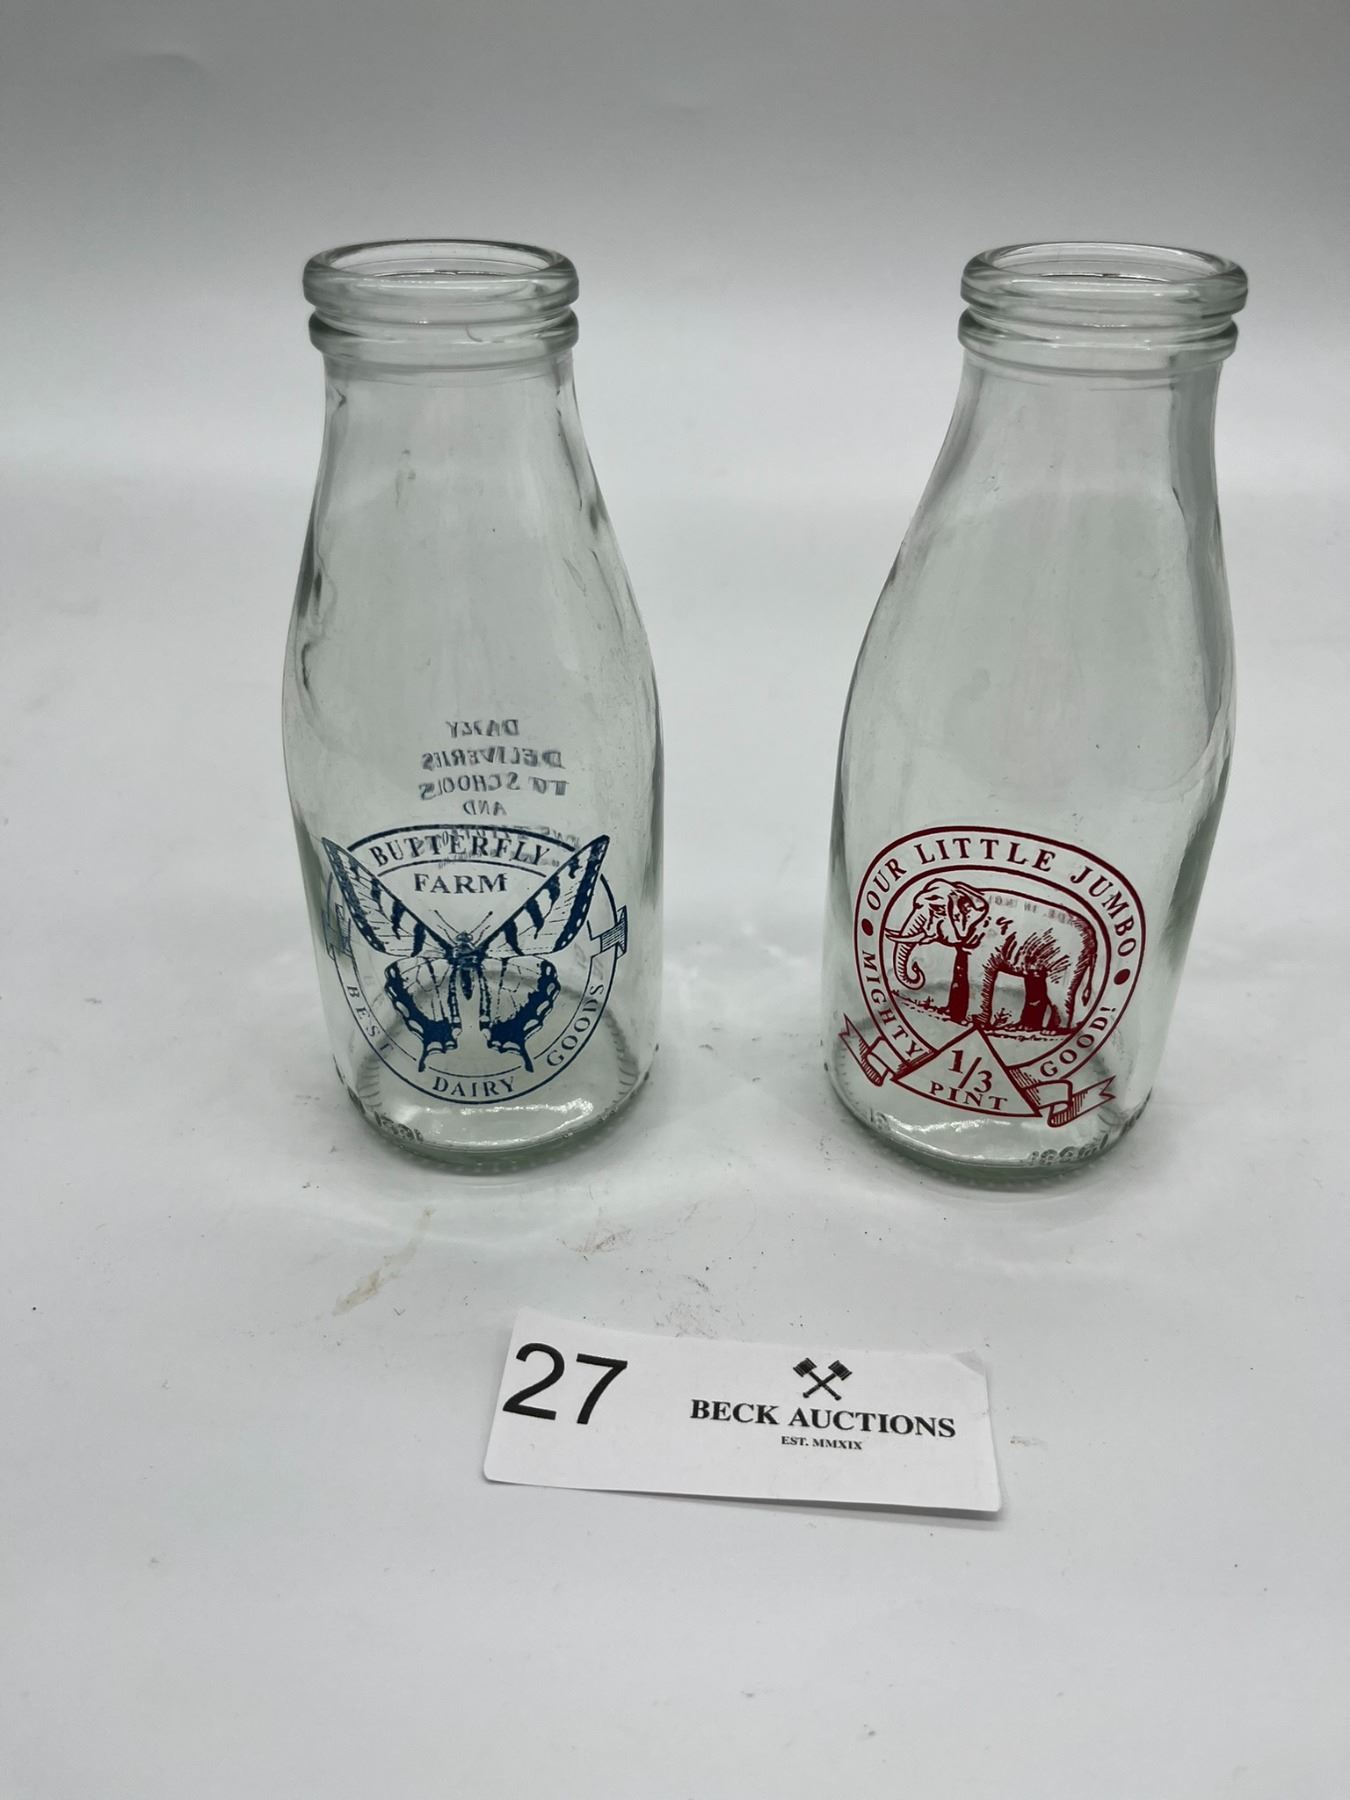 DAILY
DELIVERIES
TO SCHOOLS
AND
BUTTERFLY
FARM
BEST
DAIRY
GOODS
OUR LITTLE JUMBO
MIGHTY
GOOD!
1/3
PINT
27
BECK AUCTIONS
EST. MMXIX